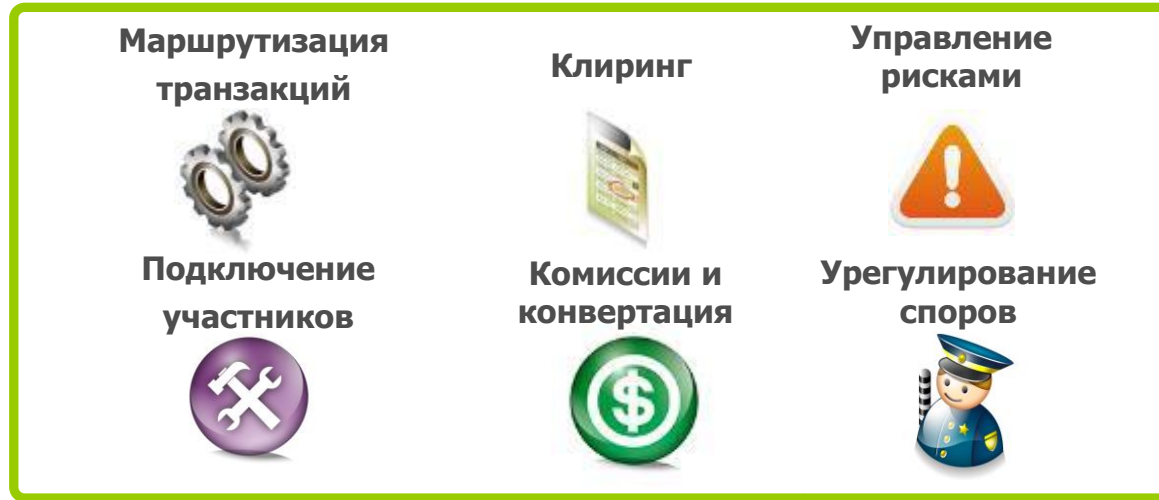 Маршрутизация
транзакций
Клиринг
Управление
рисками
Подключение
участников
Комиссии и
конвертация
Урегулирование
споров